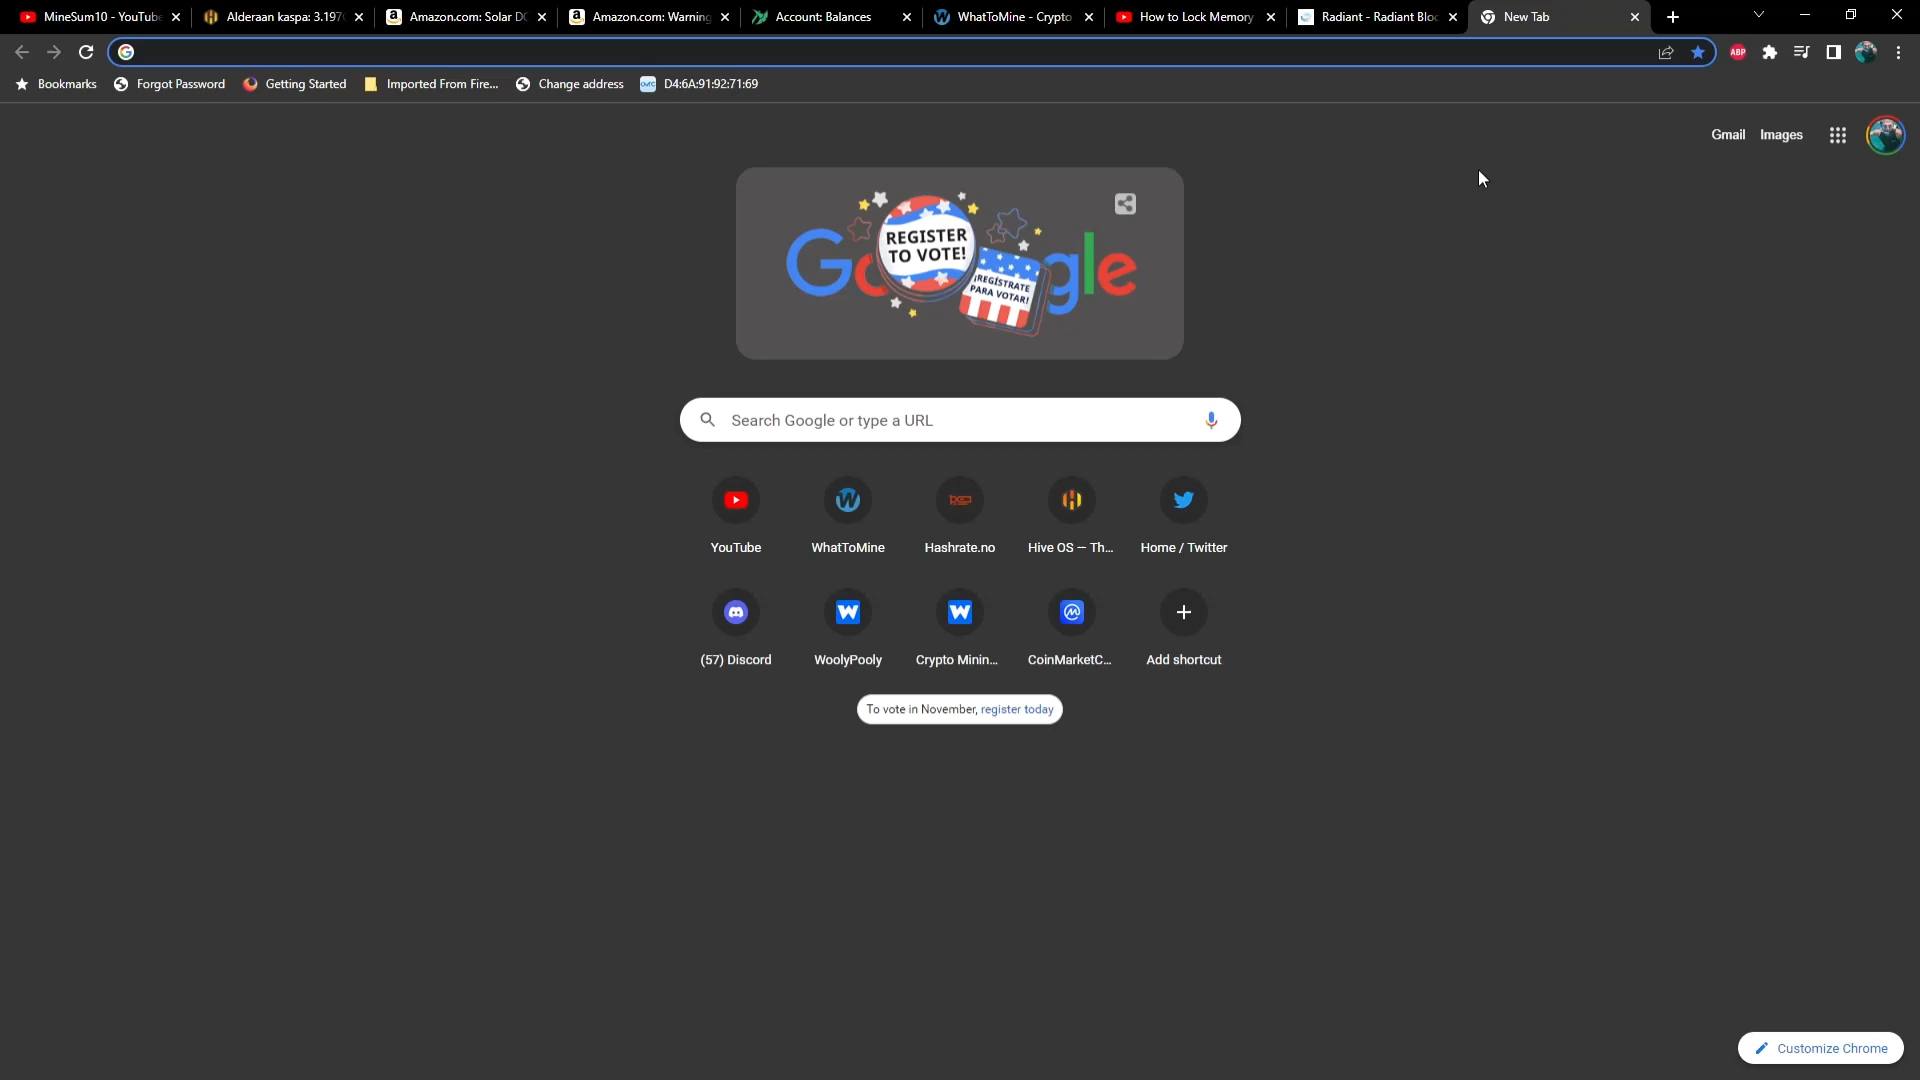 MineSum10 - YouTube
Alderaan kaspa: 3.197
Amazon.com: Solar DC
Amazon.com: Warning
Account: Balances
WhatToMine - Crypto
How to Lock Memory
Radiant - Radiant Bloc
New Tab
ABP
Bookmarks
Forgot Password
Getting Started
Imported From Fire...
OVTC
Change address
D4:6A:91:92:71:69
Gmail
Images
Google
REGISTER
TO VOTE!
¡REGÍSTRATE
PARA VOTAR!
Search Google or type a URL
YouTube
WhatToMine
Hashrate.no
Hive OS — Th...
Home / Twitter
(57) Discord
WoolyPooly
Crypto Minin...
CoinMarketC...
Add shortcut
To vote in November, register today
Customize Chrome